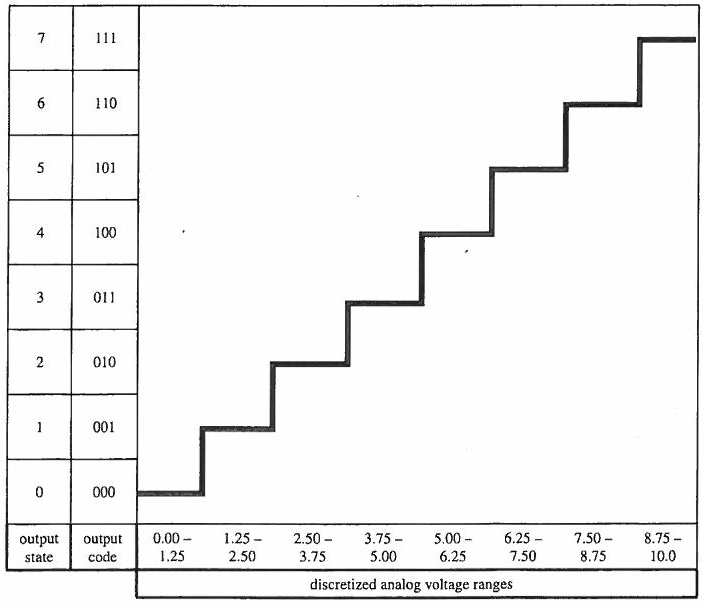 7 111
6 110
5 101
4 100
3 011
2 010
1 001
0 000
output output 0.00 – 1.25 – 2.50 – 3.75 – 5.00 – 6.25 – 7.50 – 8.75 –
state code 1.25 2.50 3.75 5.00 6.25 7.50 8.75 10.0
discretized analog voltage ranges